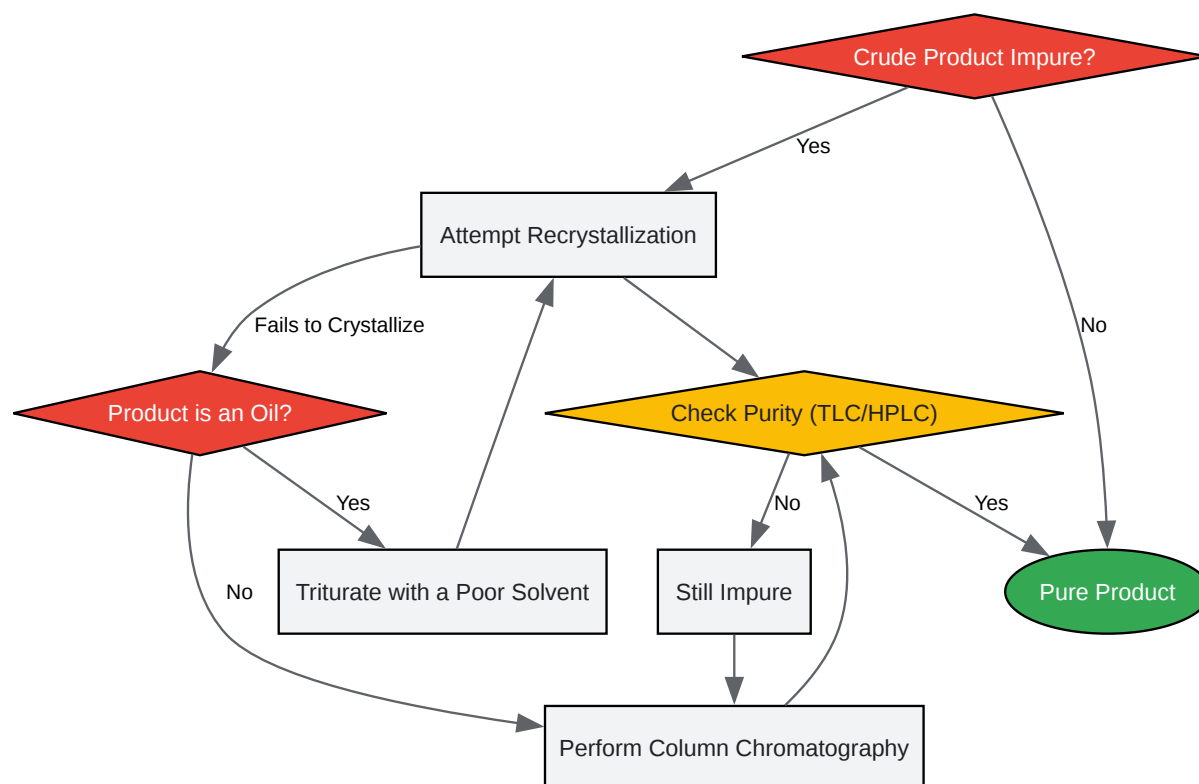 Crude Product Impure?
Yes
Attempt Recrystallization
Fails to Crystallize
No
Product is an Oil?
Check Purity (TLC/HPLC)
Yes
No
Yes
No
Triturate with a Poor Solvent
Still Impure
Pure Product
Perform Column Chromatography